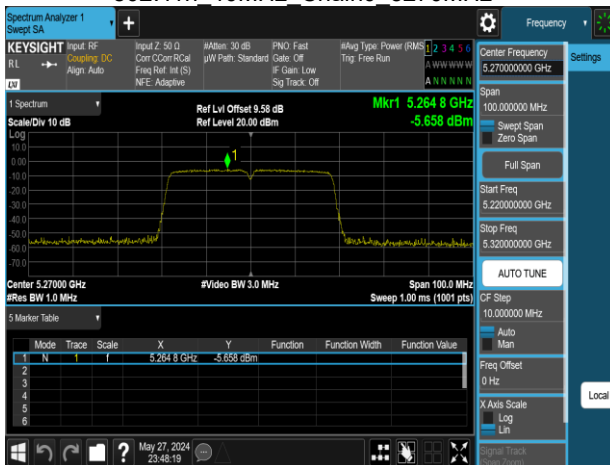 Spectrum Analyzer 1
Swept SA
+
Frequency
KEYSIGHT
RL
LXI
Input: RF
Coupling: DC
Align: Auto
Input Z: 50 Ω
Corr CCorr RCal
Freq Ref: Int (S)
NFE: Adaptive
#Atten: 30 dB
µW Path: Standard
PNO: Fast
Gate: Off
IF Gain: Low
Sig Track: Off
#Avg Type: Power (RMS
Trig: Free Run
1 2 3 4 5 6
A W W W W W
A N N N N N
Center Frequency
5.270000000 GHz
Settings
Span
100.000000 MHz
Swept Span
Zero Span
Full Span
Start Freq
5.220000000 GHz
Stop Freq
5.320000000 GHz
AUTO TUNE
CF Step
10.000000 MHz
Auto
Man
Freq Offset
0 Hz
X Axis Scale
Log
Lin
Signal Track
Local
1 Spectrum
Scale/Div 10 dB
Ref Lvl Offset 9.58 dB
Ref Level 20.00 dBm
Mkr1 5.264 8 GHz
-5.658 dBm
Log
10.0
0.00
-10.0
-20.0
-30.0
-40.0
-50.0
-60.0
-70.0
1
Center 5.27000 GHz
#Res BW 1.0 MHz
#Video BW 3.0 MHz
Span 100.0 MHz
Sweep 1.00 ms (1001 pts)
5 Marker Table
Mode Trace Scale X Y Function Function Width Function Value
1 N 1 f 5.264 8 GHz -5.658 dBm
2
3
4
5
6
?
May 27, 2024
23:48:19